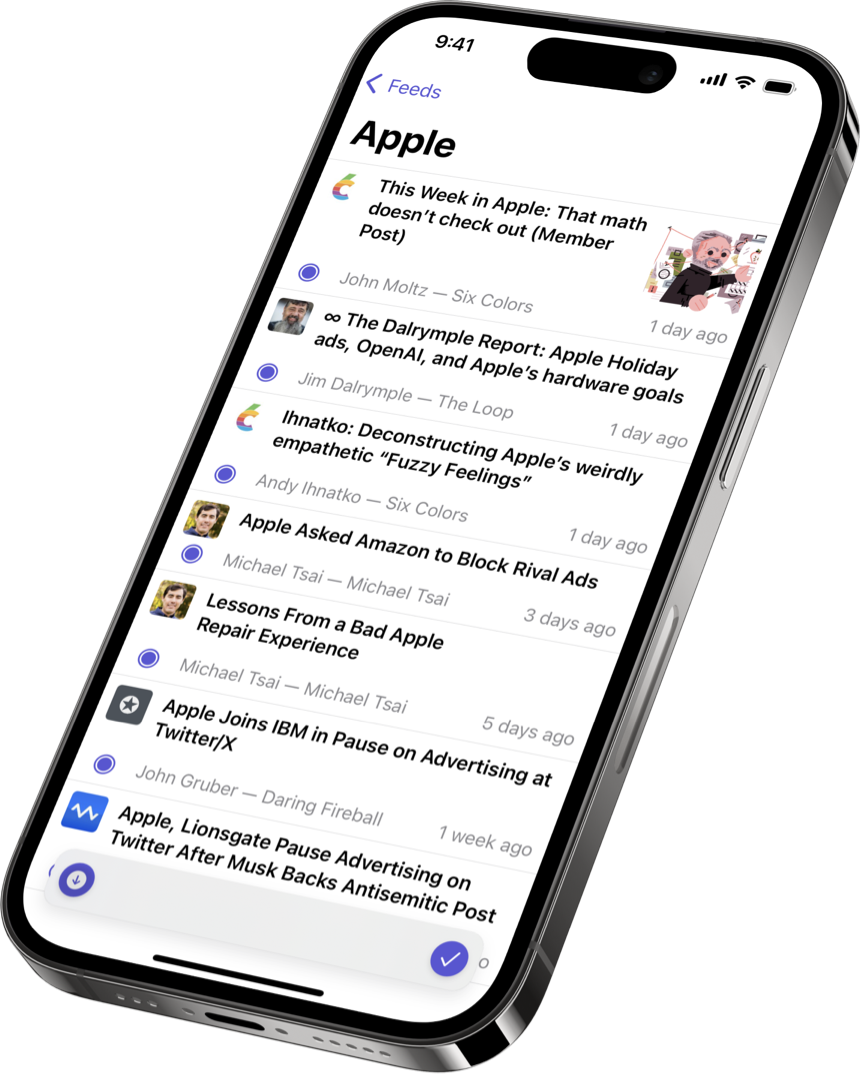 9:41
Feeds
Apple
This Week in Apple: That math
doesn’t check out (Member
Post)
John Moltz — Six Colors
1 day ago
∞ The Dalrymple Report: Apple Holiday
ads, OpenAI, and Apple’s hardware goals
Jim Dalrymple — The Loop
1 day ago
Ihnatko: Deconstructing Apple’s weirdly
empathetic “Fuzzy Feelings”
Andy Ihnatko — Six Colors
1 day ago
Apple Asked Amazon to Block Rival Ads
Michael Tsai — Michael Tsai
3 days ago
Lessons From a Bad Apple
Repair Experience
Michael Tsai — Michael Tsai
5 days ago
Apple Joins IBM in Pause on Advertising at
Twitter/X
John Gruber — Daring Fireball
1 week ago
Apple, Lionsgate Pause Advertising on
Twitter After Musk Backs Antisemitic Post